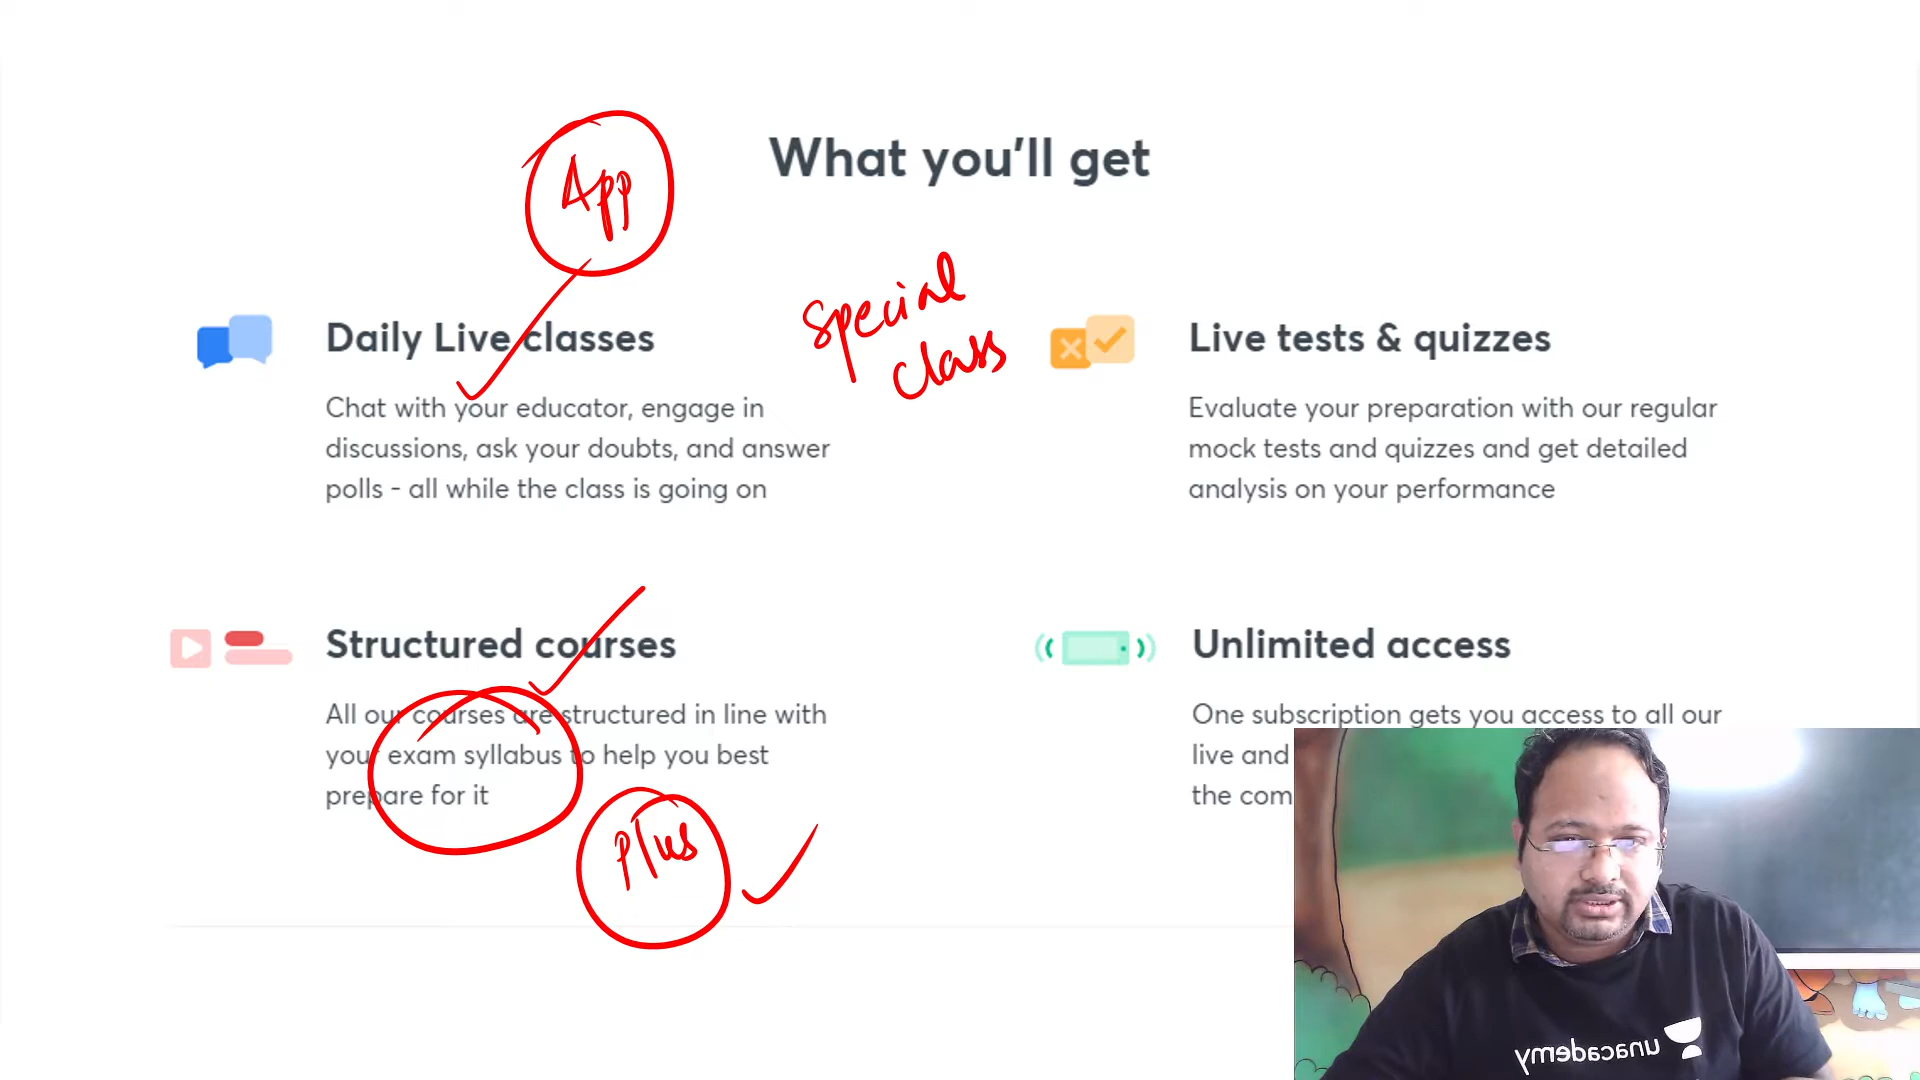 What you'll get
App
Special
class
Daily Live classes
Chat with your educator, engage in
discussions, ask your doubts, and answer
polls - all while the class is going on
Live tests & quizzes
Evaluate your preparation with our regular
mock tests and quizzes and get detailed
analysis on your performance
Structured courses
All our courses are structured in line with
your exam syllabus to help you best
prepare for it
Plus
Unlimited access
One subscription gets you access to all our
live and
the com
unacademy